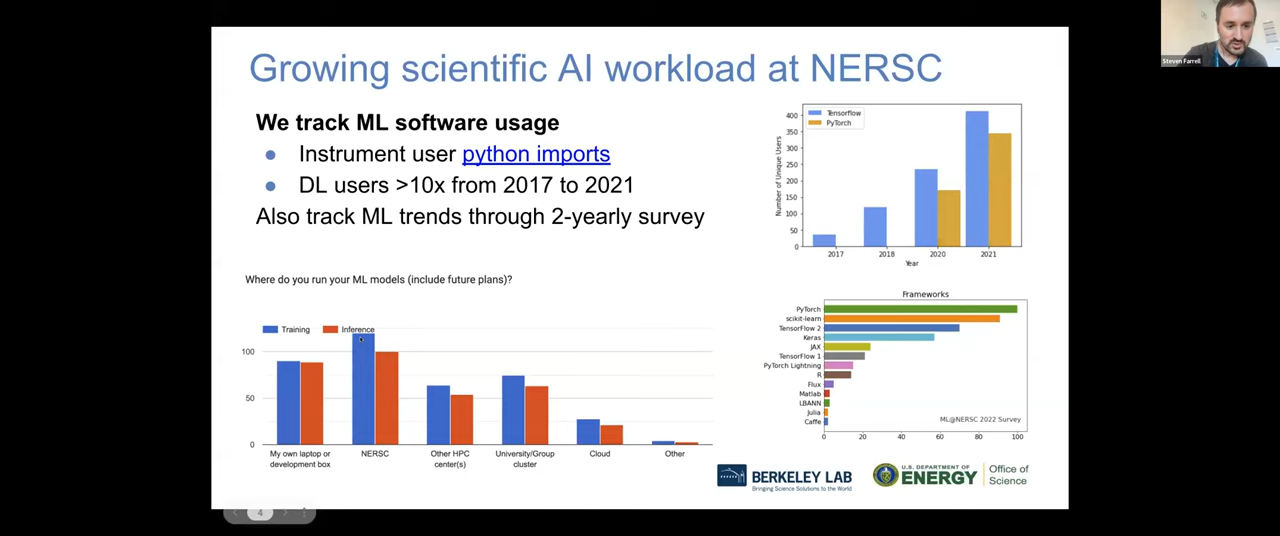 Growing scientific AI workload at NERSC
Steven Farrell
We track ML software usage
Instrument user python imports
DL users >10x from 2017 to 2021
Also track ML trends through 2-yearly survey
Tensorflow
PyTorch
Number of Unique Users
400
350
300
250
200
150
100
50
0
2017
2018
2020
2021
Year
Where do you run your ML models (include future plans)?
Training
Inference
100
50
0
My own laptop or
development box
NERSC
Other HPC
center(s)
University/Group
cluster
Cloud
Other
Frameworks
PyTorch
scikit-learn
TensorFlow 2
Keras
JAX
TensorFlow 1
PyTorch Lightning
R
Flux
Matlab
LBANN
Julia
Caffe
ML@NERSC 2022 Survey
0
20
40
60
80
100
BERKELEY LAB
Bringing Science Solutions to the World
U.S. DEPARTMENT OF
ENERGY
Office of
Science
4